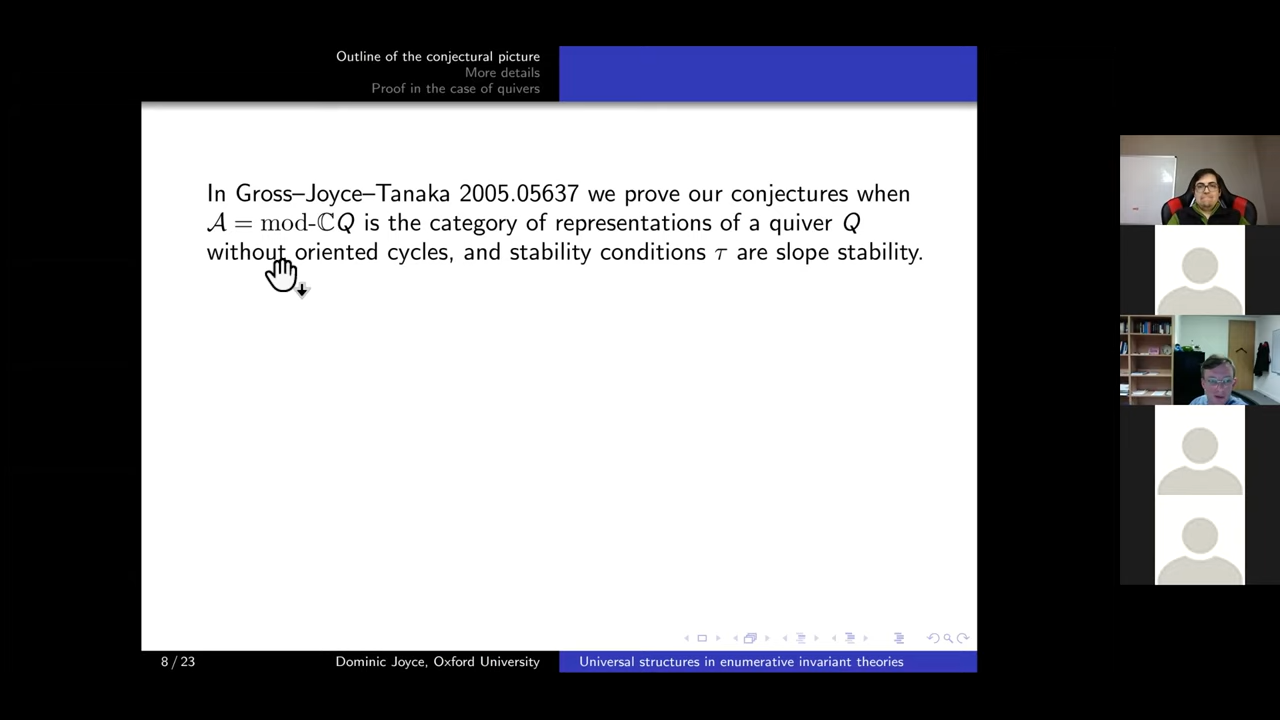 Outline of the conjectural picture
More details
Proof in the case of quivers
In Gross–Joyce–Tanaka 2005.05637 we prove our conjectures when
𝒜 = mod-ℂQ is the category of representations of a quiver Q
without oriented cycles, and stability conditions τ are slope stability.
8 / 23
Dominic Joyce, Oxford University
Universal structures in enumerative invariant theories